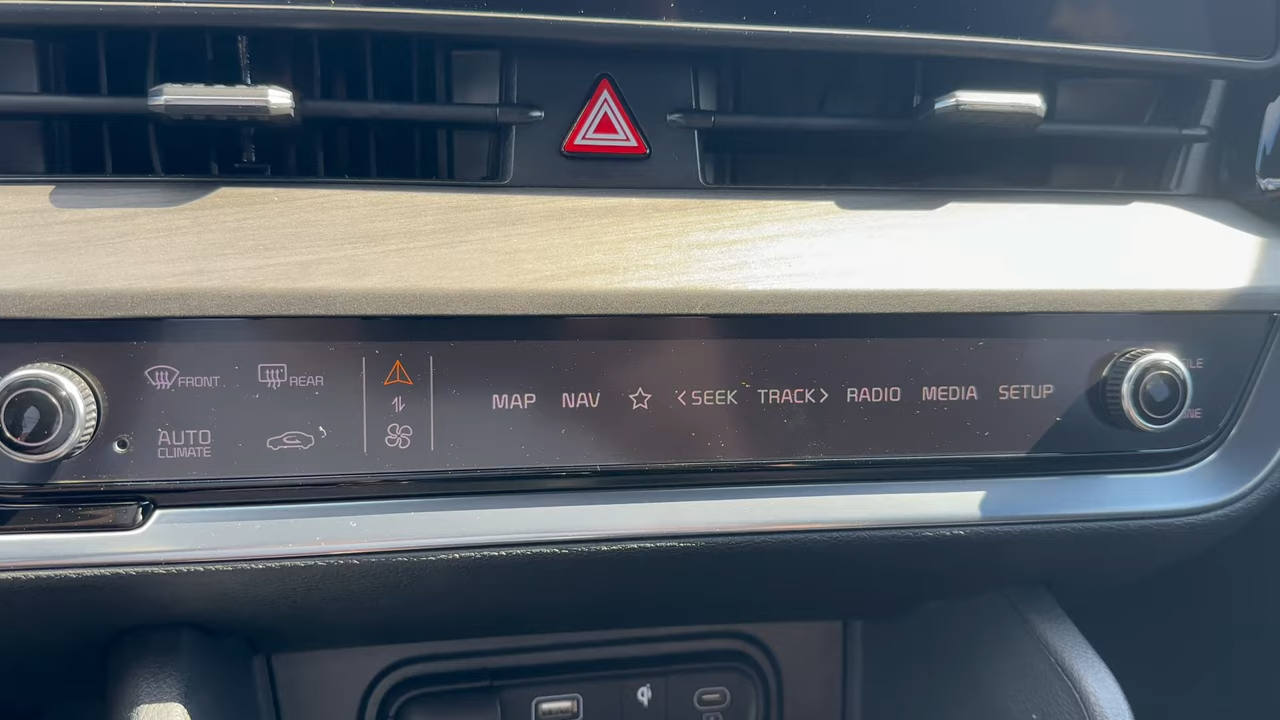 FRONT
REAR
AUTO
CLIMATE
MAP
NAV
SEEK
TRACK
RADIO
MEDIA
SETUP